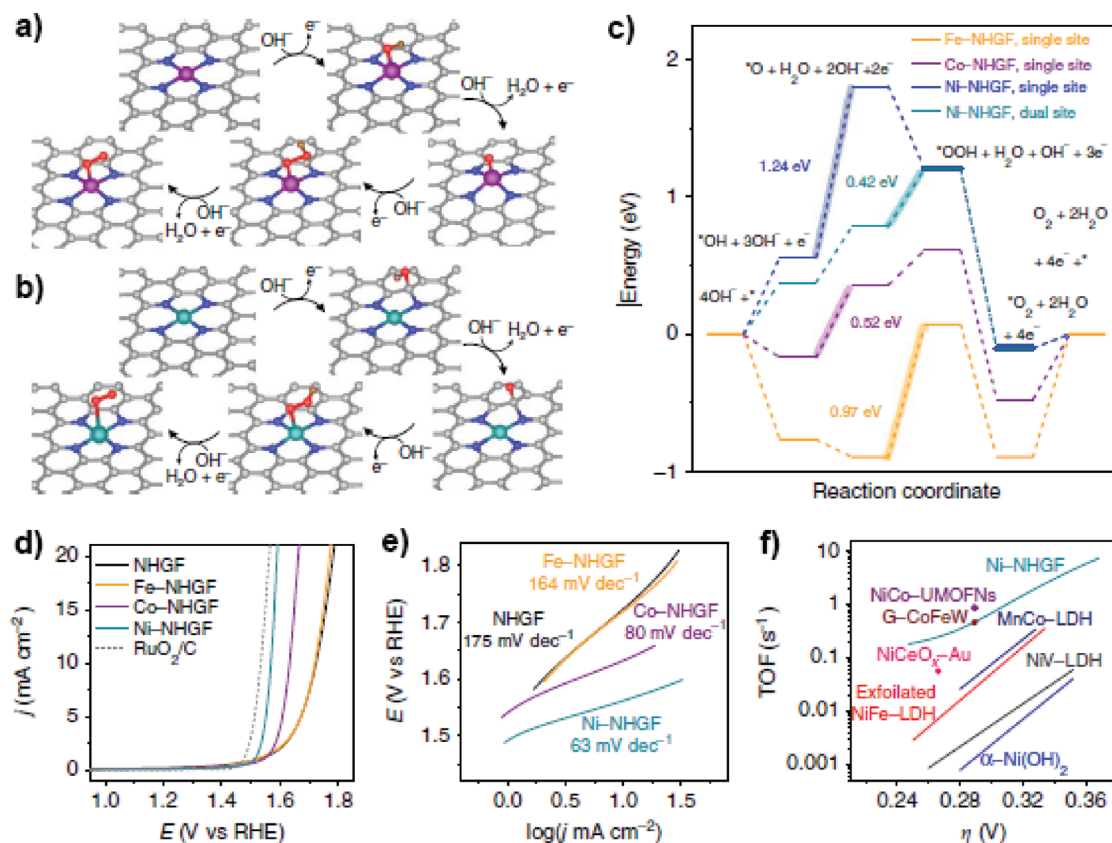 a)
OH⁻ e⁻
OH⁻ H₂O + e⁻
OH⁻ H₂O + e⁻
OH⁻ e⁻
b)
OH⁻ e⁻
OH⁻ H₂O + e⁻
OH⁻ H₂O + e⁻
OH⁻ e⁻
c)
Energy (eV)
2
1
0
−1
Fe–NHGF, single site
Co–NHGF, single site
Ni–NHGF, single site
Ni–NHGF, dual site
*O + H₂O + 2OH⁻+2e⁻
*OOH + H₂O + OH⁻ + 3e⁻
1.24 eV
0.42 eV
*OH + 3OH⁻ + e⁻
O₂ + 2H₂O
+ 4e⁻ +*
4OH⁻ +*
*O₂ + 2H₂O
+ 4e⁻
0.52 eV
0.97 eV
Reaction coordinate
d)
j (mA cm⁻²)
20
15
10
5
0
NHGF
Fe–NHGF
Co–NHGF
Ni–NHGF
RuO₂/C
1.0 1.2 1.4 1.6 1.8
E (V vs RHE)
e)
E (V vs RHE)
1.8
1.7
1.6
1.5
Fe–NHGF
164 mV dec⁻¹
NHGF
175 mV dec⁻¹
Co–NHGF
80 mV dec⁻¹
Ni–NHGF
63 mV dec⁻¹
0.0 0.5 1.0 1.5
log(j mA cm⁻²)
f)
TOF (s⁻¹)
10
1
0.1
0.01
0.001
Ni–NHGF
NiCo–UMOFNs
G–CoFeW
MnCo–LDH
NiCeOₓ–Au
NiV–LDH
Exfoilated
NiFe–LDH
α–Ni(OH)₂
0.24 0.28 0.32 0.36
η (V)